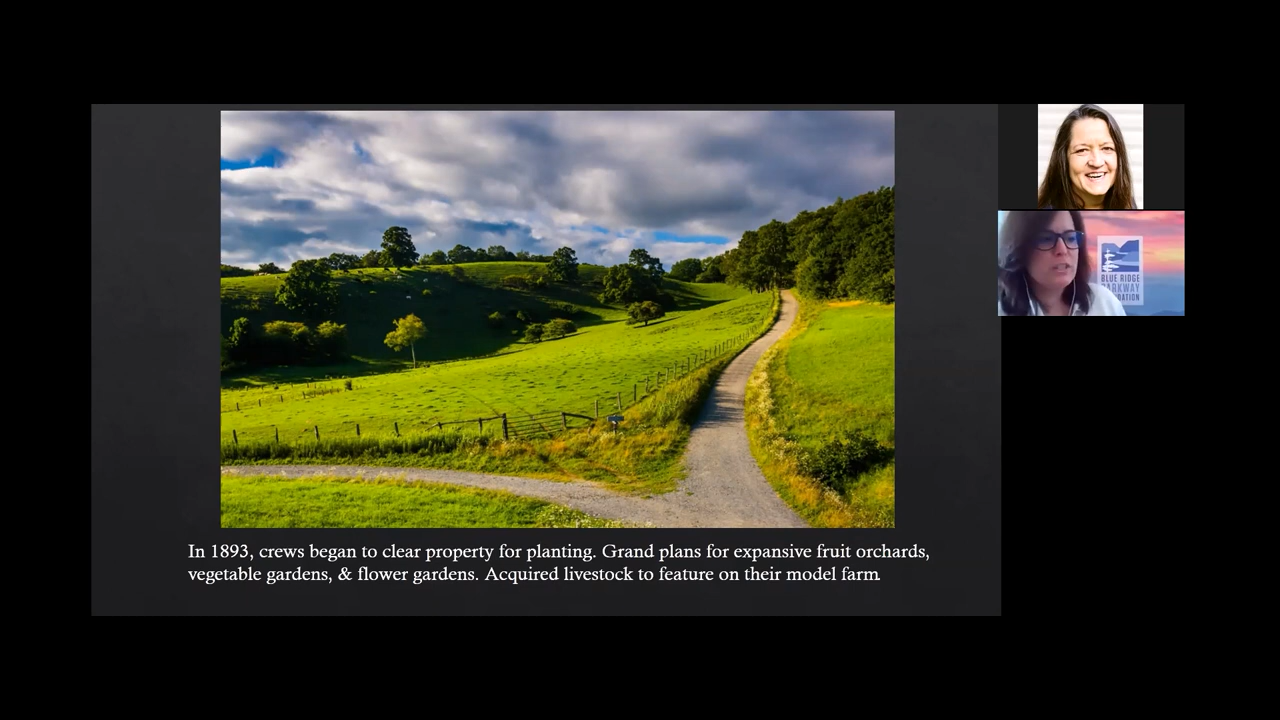 In 1893, crews began to clear property for planting. Grand plans for expansive fruit orchards,
vegetable gardens, & flower gardens. Acquired livestock to feature on their model farm
BLUE RIDGE
PARKWAY